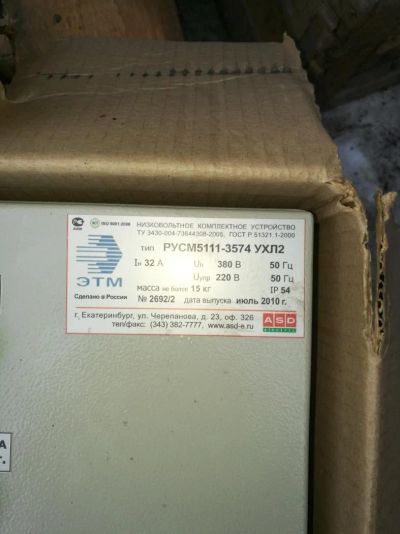 ISO 9001:2000
НИЗКОВОЛЬТНОЕ КОМПЛЕКТНОЕ УСТРОЙСТВО
ТУ 3430-004-73644308-2005, ГОСТ Р 51321.1-2000
тип РУСМ5111-3574 УХЛ2
Iн 32 А Uн 380 В 50 Гц
Uупр 220 В 50 Гц
ЭТМ
масса не более 15 кг IP 54
Сделано в России № 2692/2 дата выпуска июль 2010 г.
г. Екатеринбург, ул. Черепанова, д. 23, оф. 326
тел/факс: (343) 382-7777, www.asd-e.ru
ASD
ELECTRIC
А
г.